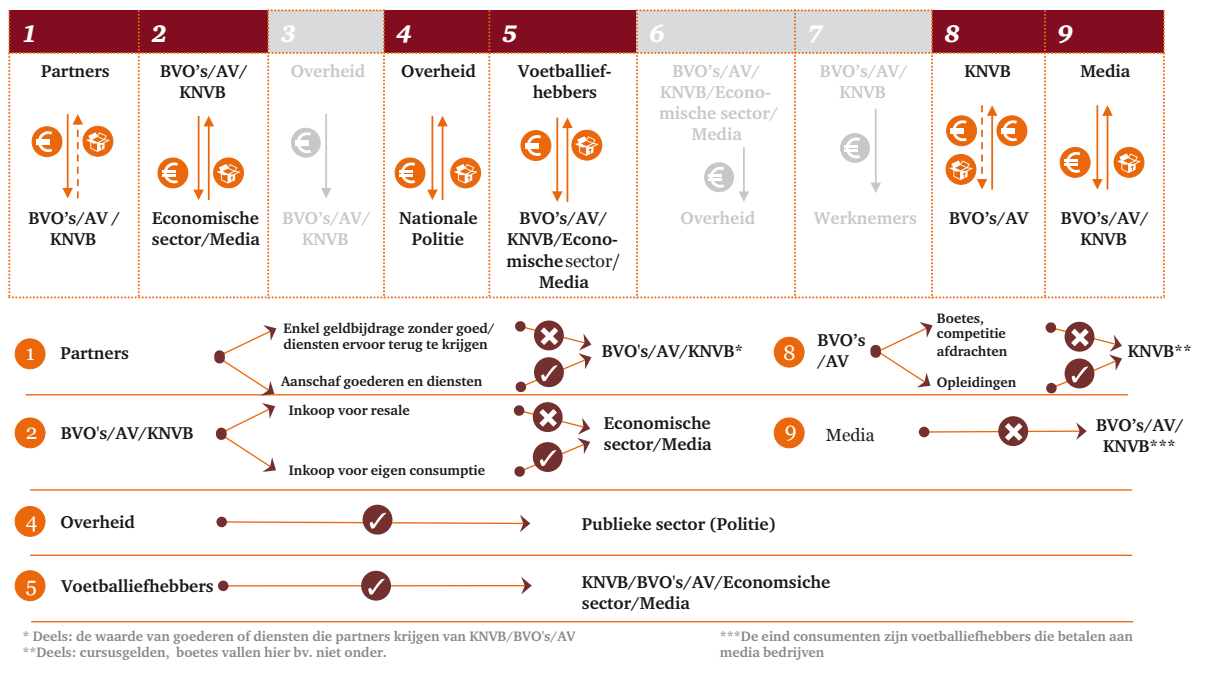 1 2 3 4 5 6 7 8 9
Partners
BVO's/AV /
KNVB
BVO's/AV/
KNVB
Economische
sector/Media
Overheid
BVO's/AV/
KNVB
Overheid
Nationale
Politie
Voetballief-
hebbers
BVO's/AV/
KNVB/Econo-
mische sector/
Media
BVO's/AV/
KNVB/Econo-
mische sector/
Media
Overheid
BVO's/AV/
KNVB
Werknemers
KNVB
BVO's/AV
Media
BVO's/AV/
KNVB
1 Partners
Enkel geldbijdrage zonder goed/
diensten ervoor terug te krijgen
Aanschaf goederen en diensten
BVO's/AV/KNVB*
8 BVO's
/AV
Boetes,
competitie
afdrachten
Opleidingen
KNVB**
2 BVO's/AV/KNVB
Inkoop voor resale
Inkoop voor eigen consumptie
Economische
sector/Media
9 Media
BVO's/AV/
KNVB***
4 Overheid
Publieke sector (Politie)
5 Voetballiefhebbers
KNVB/BVO's/AV/Economsiche
sector/Media
* Deels: de waarde van goederen of diensten die partners krijgen van KNVB/BVO's/AV
**Deels: cursusgelden, boetes vallen hier bv. niet onder.
***De eind consumenten zijn voetballiefhebbers die betalen aan
media bedrijven